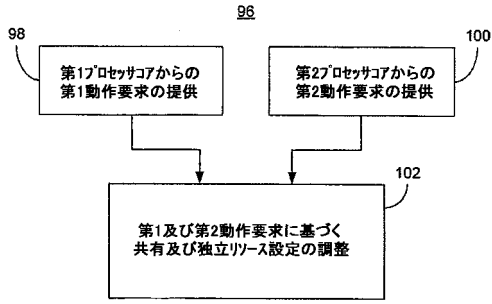 96
98
第1プロセッサコアからの
第1動作要求の提供
100
第2プロセッサコアからの
第2動作要求の提供
102
第1及び第2動作要求に基づく
共有及び独立リソース設定の調整